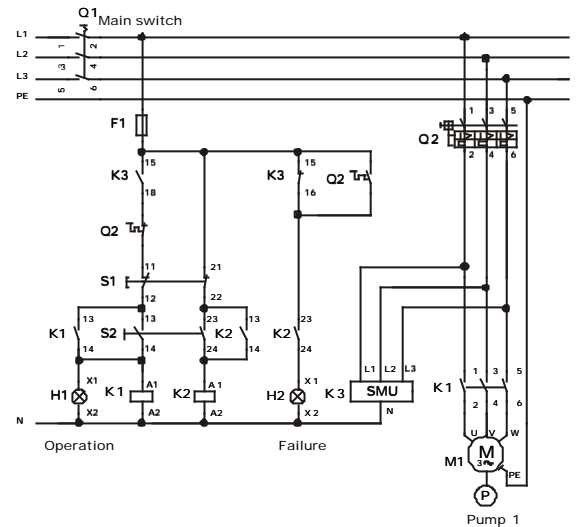 Q1 Main switch
L1 1 2
L2 3 4
L3 5 6
PE
F1
1 3 5
Q2
2 4 6
K3 15 18
K3 15 16
Q2
Q2
S1 11 12
21 22
K1 13 14
S2 13 14
23 24
K2 13 14
K2 23 24
L1 L2 L3
K3 SMU
N
H1 X1 X2
K1 A1 A2
K2 A1 A2
H2 X1 X2
K1 1 3 5
2 4 6
N
U V W
M1 M 3~
PE
P
Operation
Failure
Pump 1